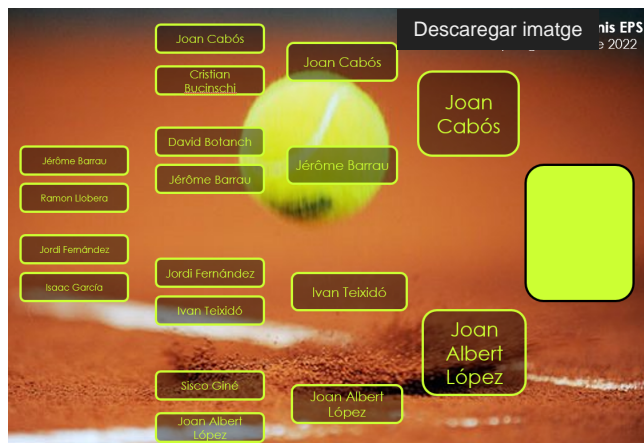 Descaregar imatge
nis EPS
e 2022
Joan Cabós
Cristian
Bucinschi
David Botanch
Jérôme Barrau
Jérôme Barrau
Ramon Llobera
Jordi Fernández
Isaac García
Jordi Fernández
Ivan Teixidó
Sisco Giné
Joan Albert
López
Joan Cabós
Jérôme Barrau
Ivan Teixidó
Joan Albert
López
Joan
Cabós
Joan
Albert
López